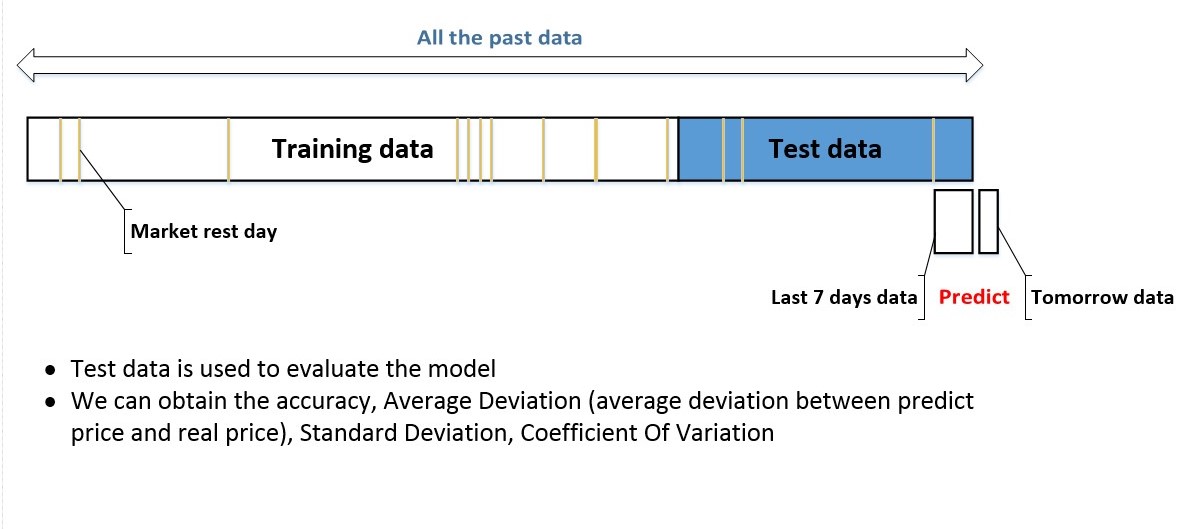 All the past data
Training data
Test data
Market rest day
Last 7 days data
Predict
Tomorrow data
• Test data is used to evaluate the model
• We can obtain the accuracy, Average Deviation (average deviation between predict
price and real price), Standard Deviation, Coefficient Of Variation